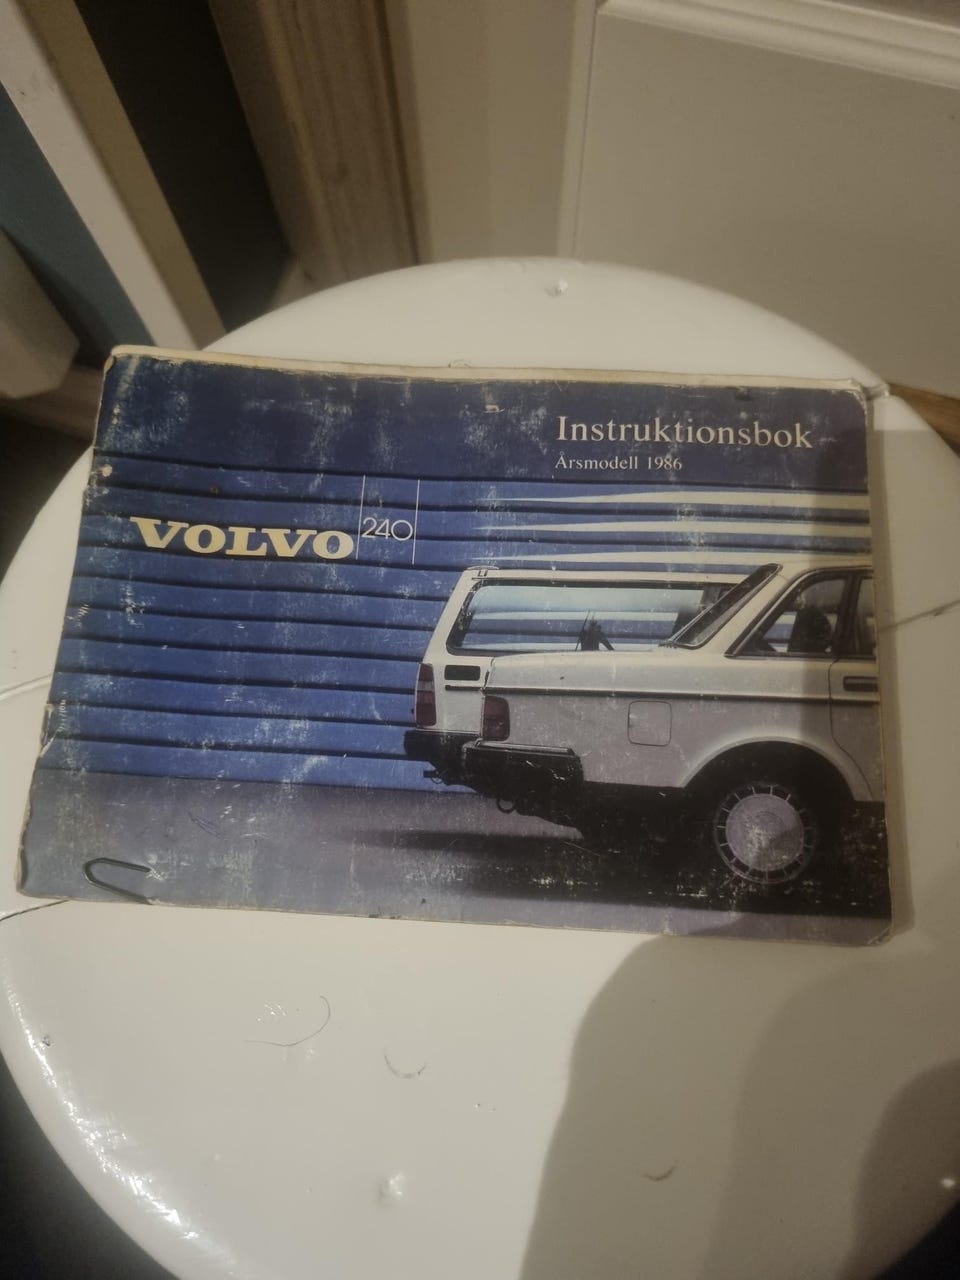 Instruktionsbok
Årsmodell 1986
VOLVO 240